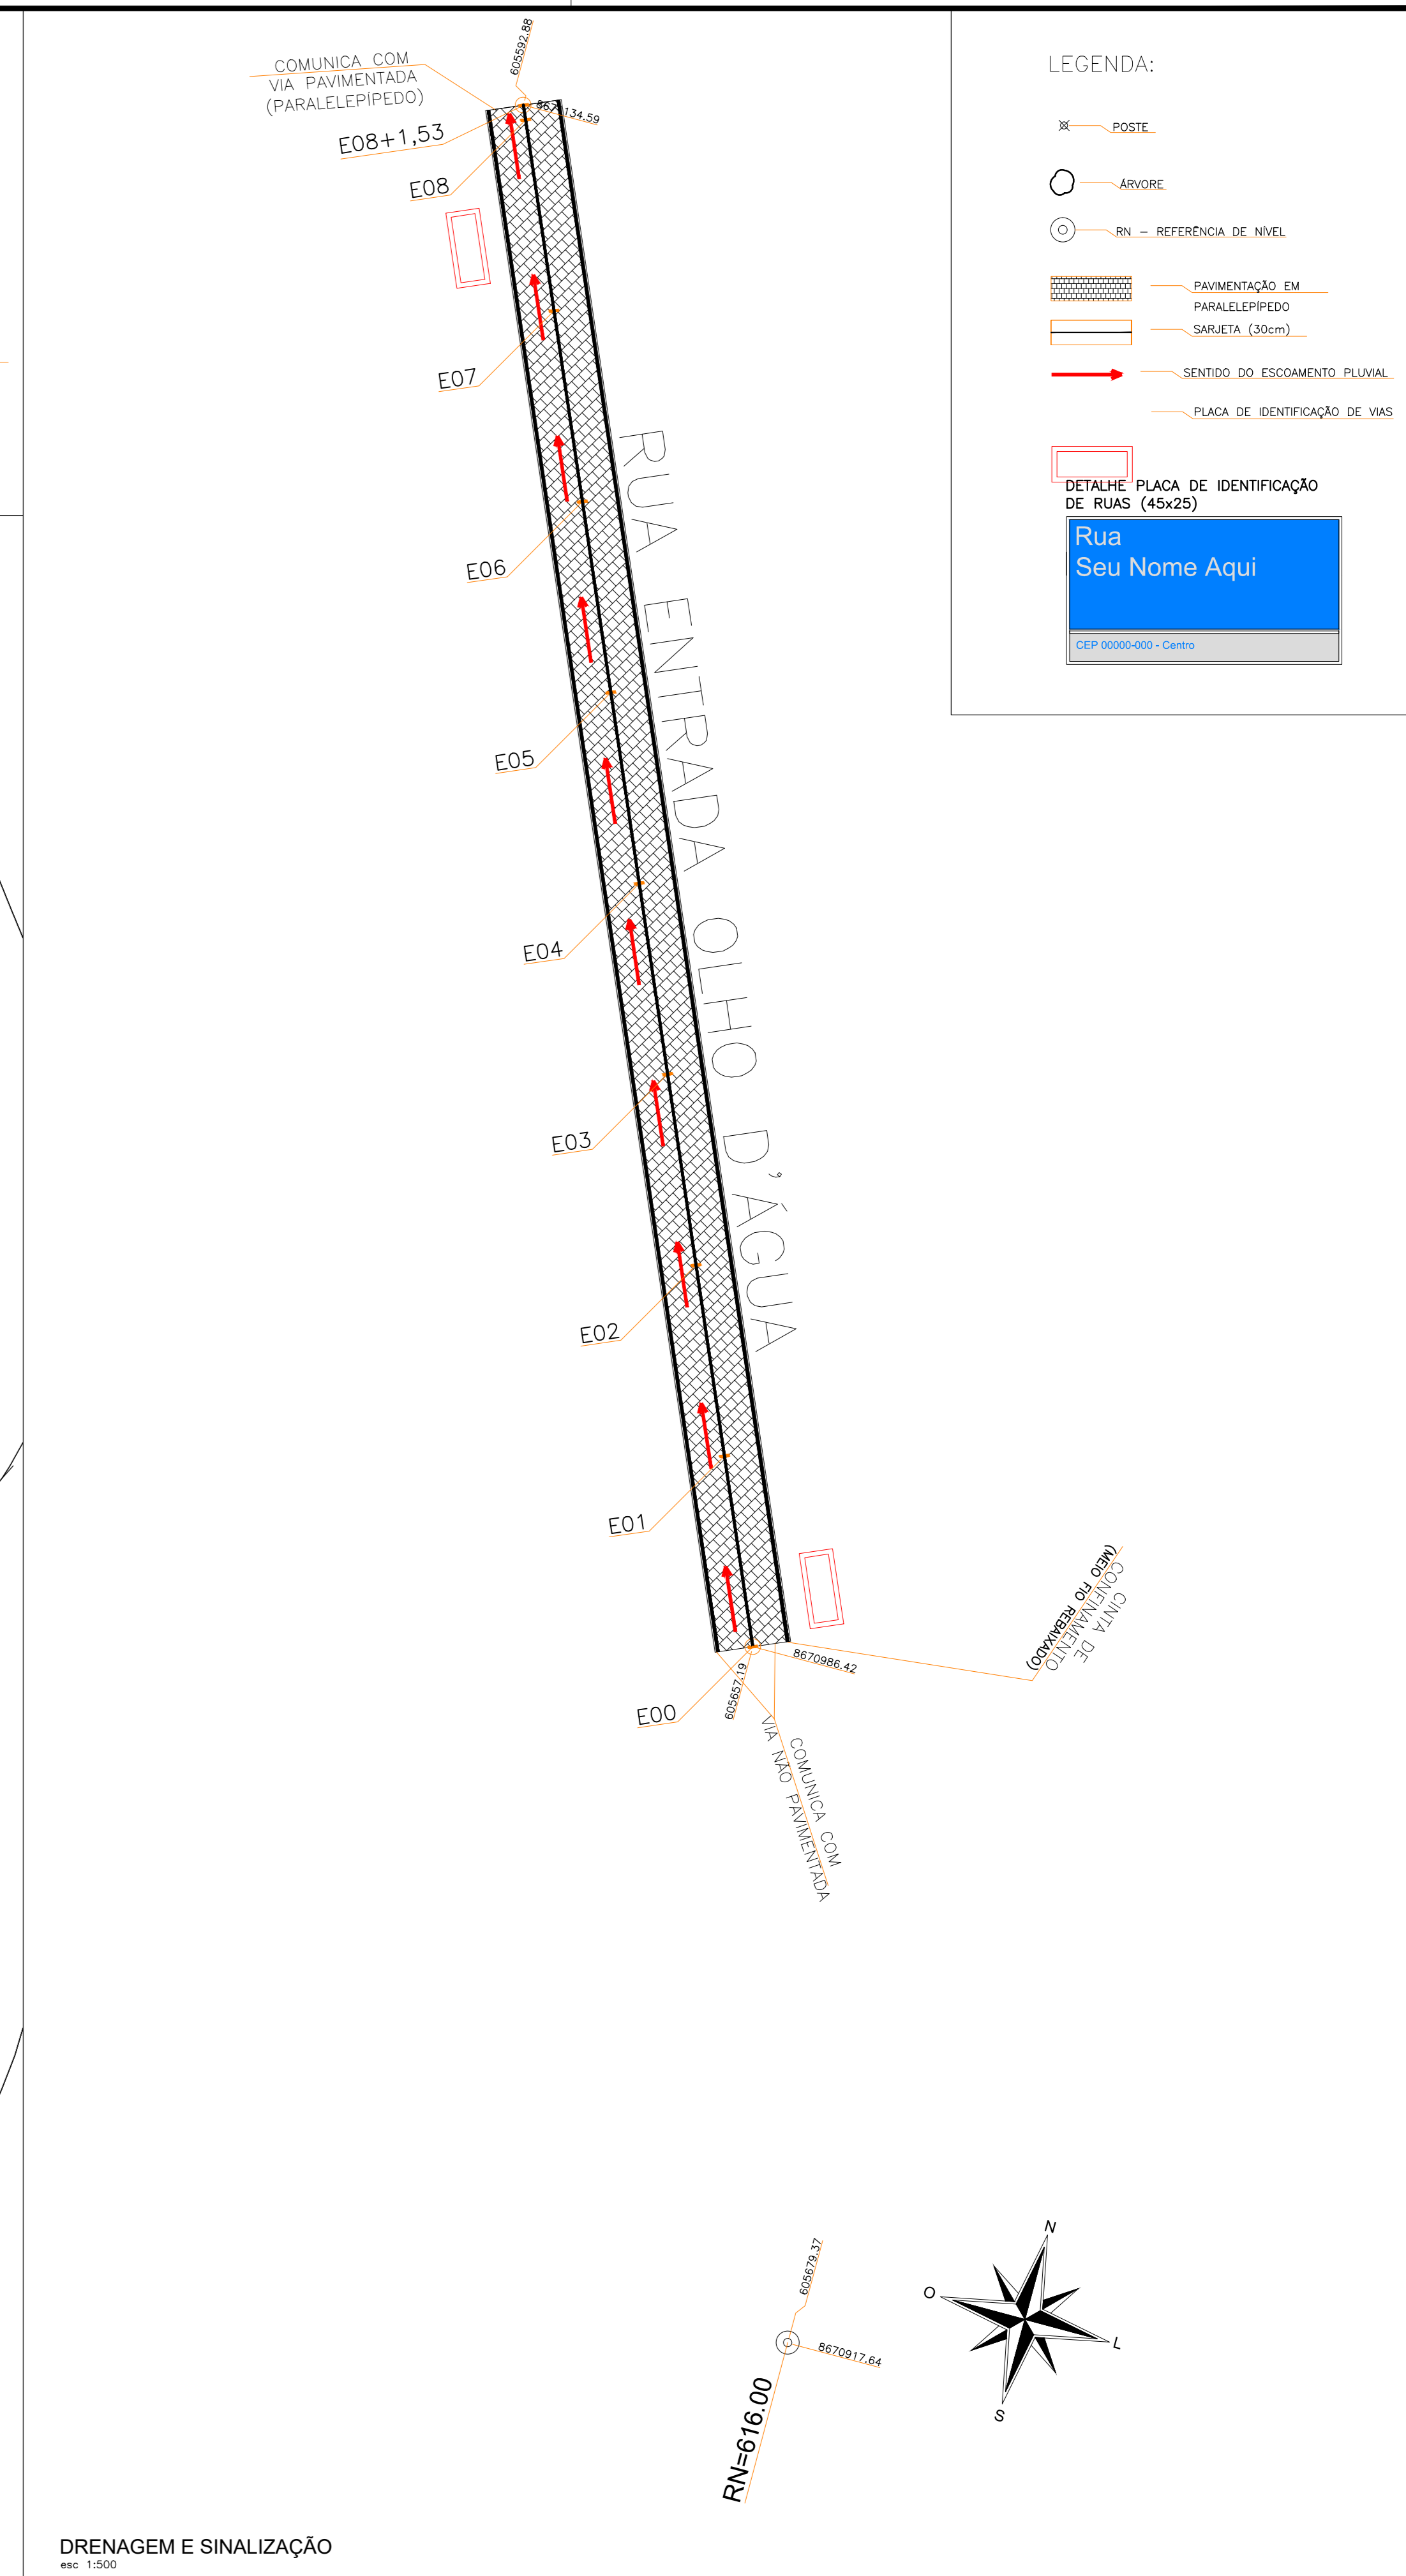 605592.88
COMUNICA COM
VIA PAVIMENTADA
(PARALELEPÍPEDO)
134.59
E08+1,53
E08
E07
E06
E05
E04
E03
E02
E01
E00
RUA ENTRADA OLHO D'ÁGUA
605657.19
8670986.42
COMUNICA COM
VIA NÃO PAVIMENTADA
CINTA DE
CONFINAMENTO
(MEIO FIO REBAIXADO)
LEGENDA:
POSTE
ÁRVORE
RN – REFERÊNCIA DE NÍVEL
PAVIMENTAÇÃO EM
PARALELEPÍPEDO
SARJETA (30cm)
SENTIDO DO ESCOAMENTO PLUVIAL
PLACA DE IDENTIFICAÇÃO DE VIAS
DETALHE PLACA DE IDENTIFICAÇÃO
DE RUAS (45x25)
Rua
Seu Nome Aqui
CEP 00000-000 - Centro
605679.37
8670917.64
RN=616.00
N
O
L
S
DRENAGEM E SINALIZAÇÃO
esc 1:500